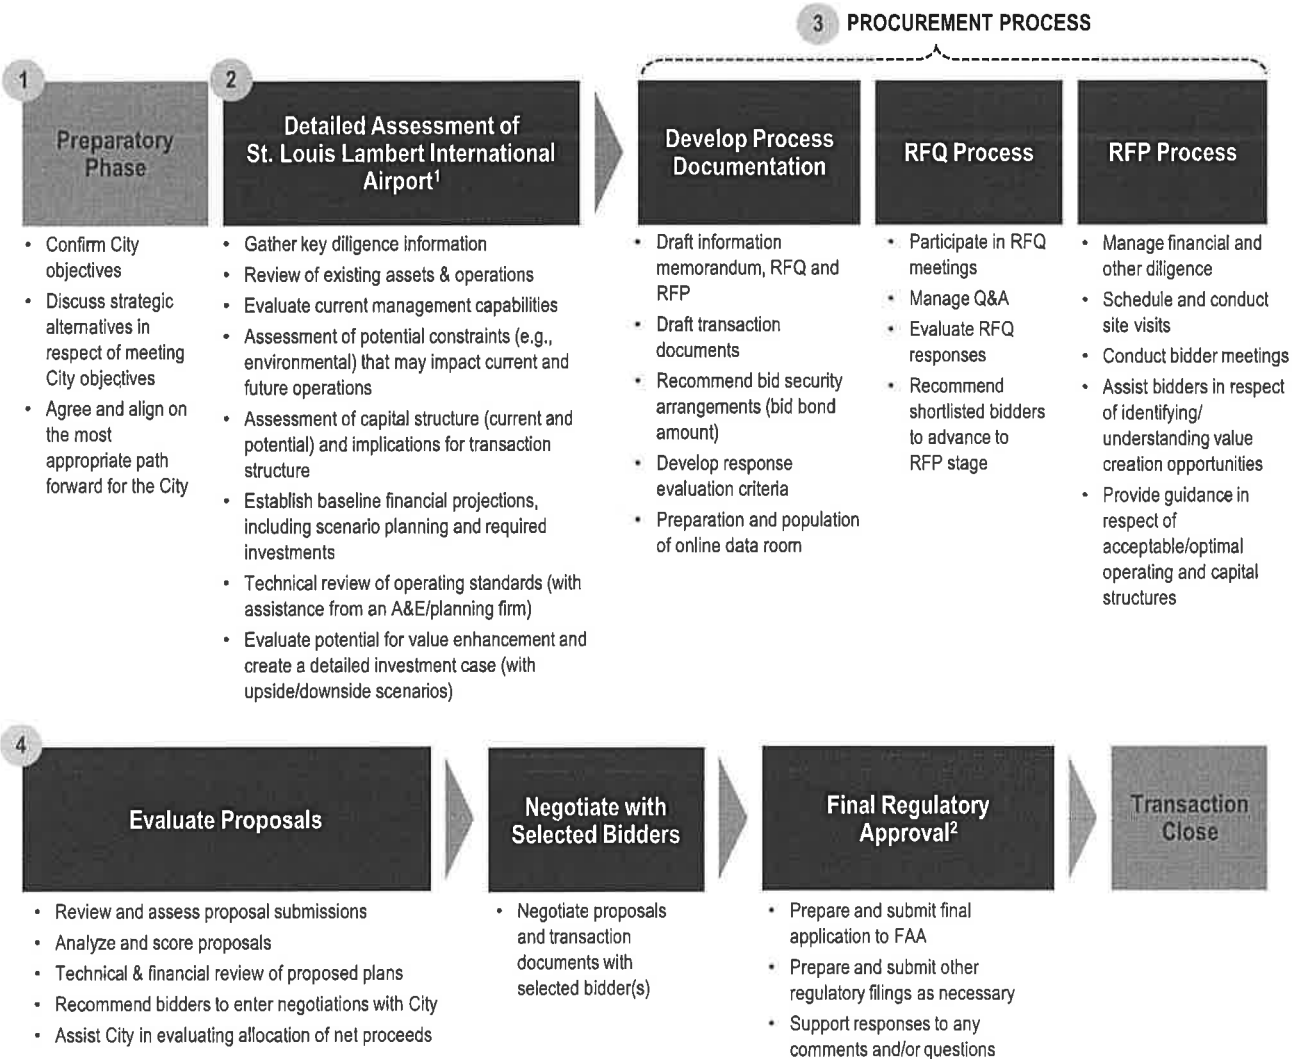 3 PROCUREMENT PROCESS
1
Preparatory
Phase
• Confirm City
objectives
• Discuss strategic
alternatives in
respect of meeting
City objectives
• Agree and align on
the most
appropriate path
forward for the City
2
Detailed Assessment of
St. Louis Lambert International
Airport¹
• Gather key diligence information
• Review of existing assets & operations
• Evaluate current management capabilities
• Assessment of potential constraints (e.g.,
environmental) that may impact current and
future operations
• Assessment of capital structure (current and
potential) and implications for transaction
structure
• Establish baseline financial projections,
including scenario planning and required
investments
• Technical review of operating standards (with
assistance from an A&E/planning firm)
• Evaluate potential for value enhancement and
create a detailed investment case (with
upside/downside scenarios)
Develop Process
Documentation
• Draft information
memorandum, RFQ and
RFP
• Draft transaction
documents
• Recommend bid security
arrangements (bid bond
amount)
• Develop response
evaluation criteria
• Preparation and population
of online data room
RFQ Process
• Participate in RFQ
meetings
• Manage Q&A
• Evaluate RFQ
responses
• Recommend
shortlisted bidders
to advance to
RFP stage
RFP Process
• Manage financial and
other diligence
• Schedule and conduct
site visits
• Conduct bidder meetings
• Assist bidders in respect
of identifying/
understanding value
creation opportunities
• Provide guidance in
respect of
acceptable/optimal
operating and capital
structures
4
Evaluate Proposals
• Review and assess proposal submissions
• Analyze and score proposals
• Technical & financial review of proposed plans
• Recommend bidders to enter negotiations with City
• Assist City in evaluating allocation of net proceeds
Negotiate with
Selected Bidders
• Negotiate proposals
and transaction
documents with
selected bidder(s)
Final Regulatory
Approval²
• Prepare and submit final
application to FAA
• Prepare and submit other
regulatory filings as necessary
• Support responses to any
comments and/or questions
Transaction
Close